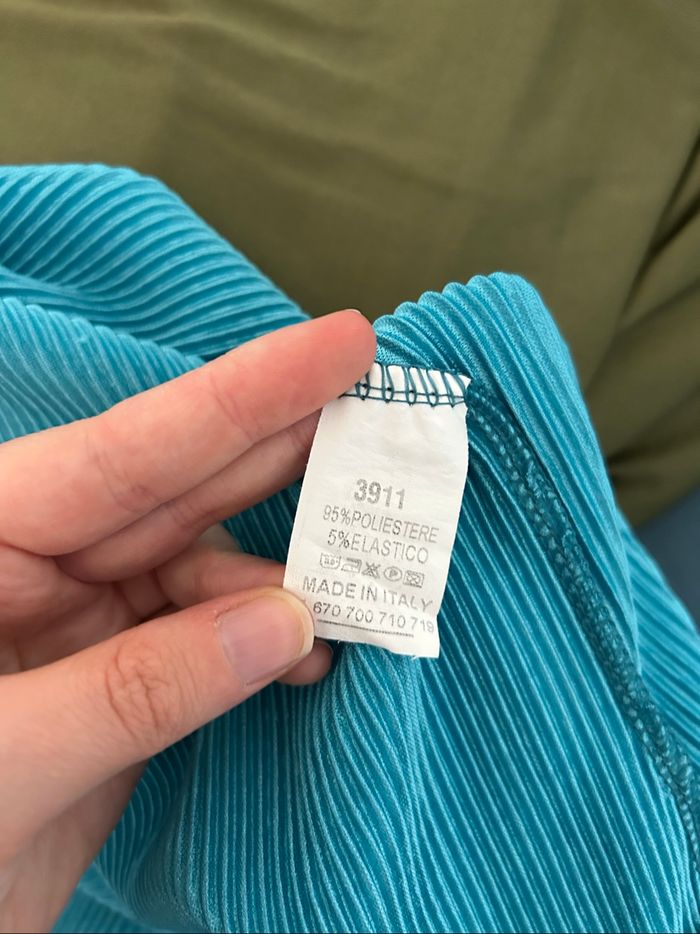 3911
95%POLIESTERE
5%ELASTICO
MADE IN ITALY
670 700 710 719